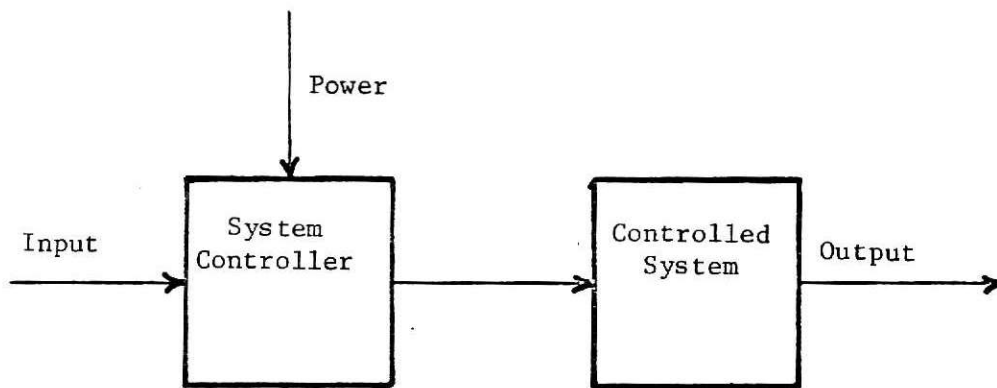 Power
Input
System
Controller
Controlled
System
Output